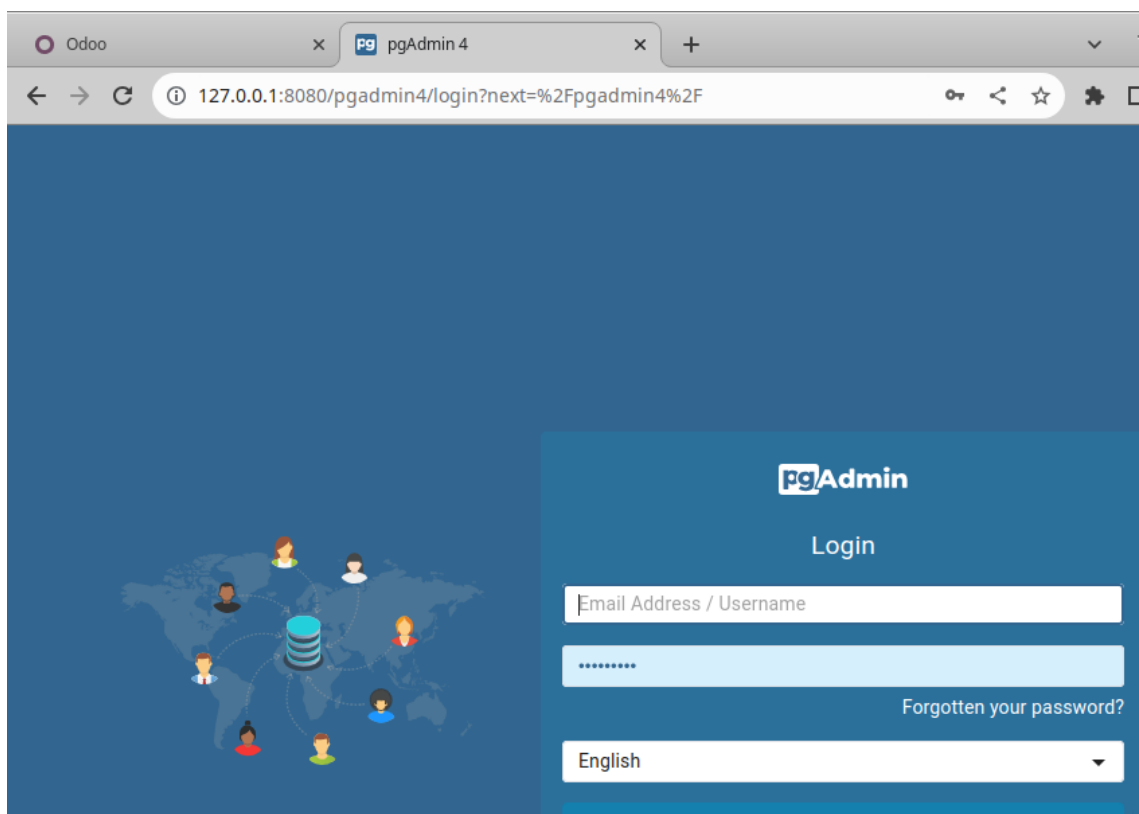 Odoo
pgAdmin 4
127.0.0.1:8080/pgadmin4/login?next=%2Fpgadmin4%2F
pgAdmin
Login
Email Address / Username
•••••••••
Forgotten your password?
English